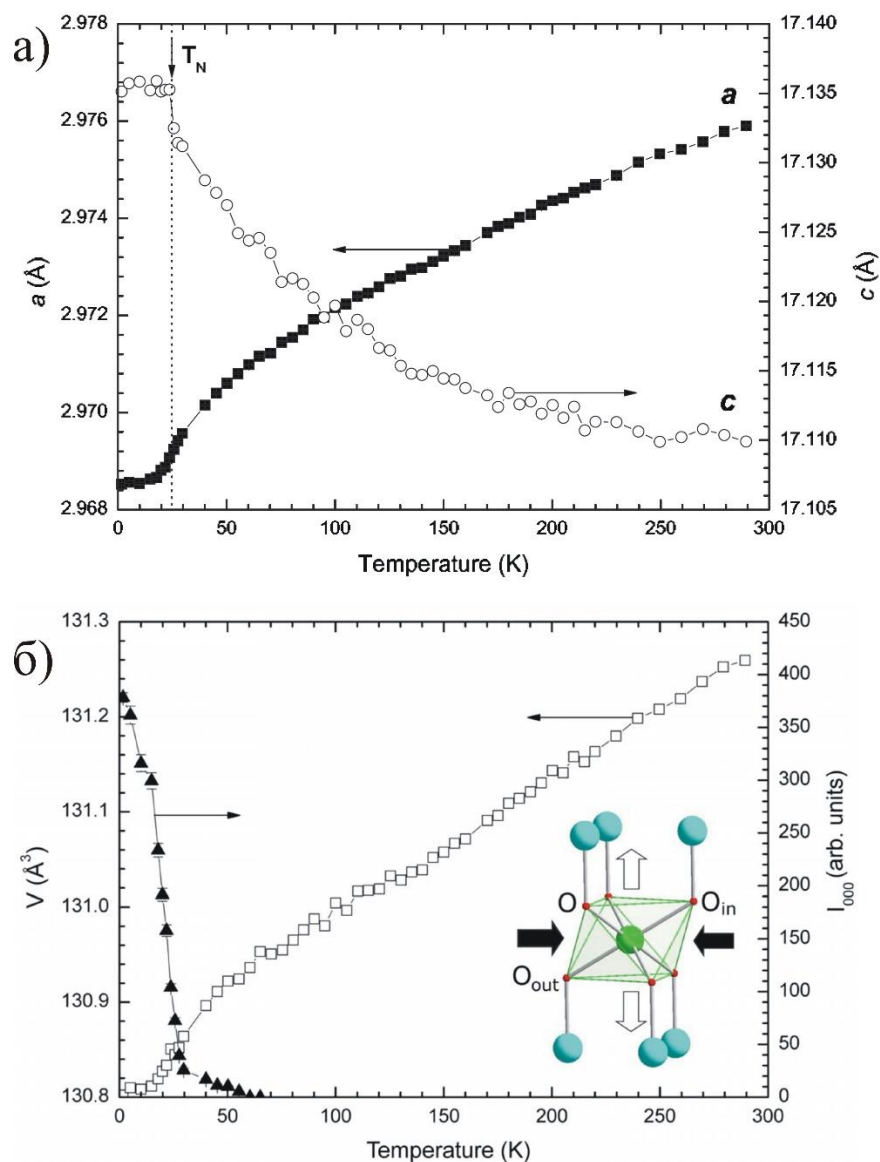 а)
2.978
2.976
2.974
2.972
2.970
2.968
a (Å)
T_N
a
c
17.140
17.135
17.130
17.125
17.120
17.115
17.110
17.105
c (Å)
0 50 100 150 200 250 300
Temperature (K)
б)
131.3
131.2
131.1
131.0
130.9
130.8
V (Å³)
450
400
350
300
250
200
150
100
50
0
I₀₀₀ (arb. units)
O
O_in
O_out
0 50 100 150 200 250 300
Temperature (K)